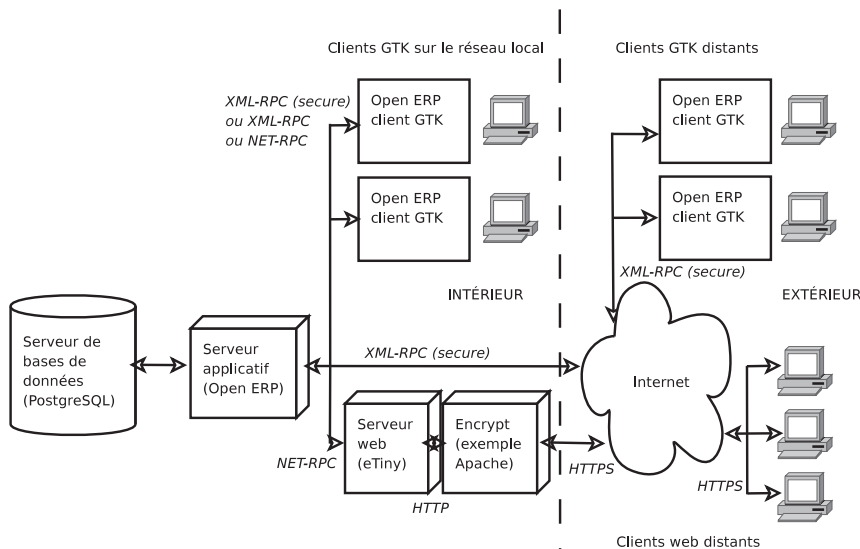 Clients GTK sur le réseau local
Clients GTK distants
XML-RPC (secure)
ou XML-RPC
ou NET-RPC
Open ERP
client GTK
Open ERP
client GTK
Open ERP
client GTK
Open ERP
client GTK
XML-RPC (secure)
INTÉRIEUR
EXTÉRIEUR
Serveur de
bases de
données
(PostgreSQL)
Serveur
applicatif
(Open ERP)
XML-RPC (secure)
Internet
Serveur
web
(eTiny)
Encrypt
(exemple
Apache)
NET-RPC
HTTP
HTTPS
HTTPS
Clients web distants